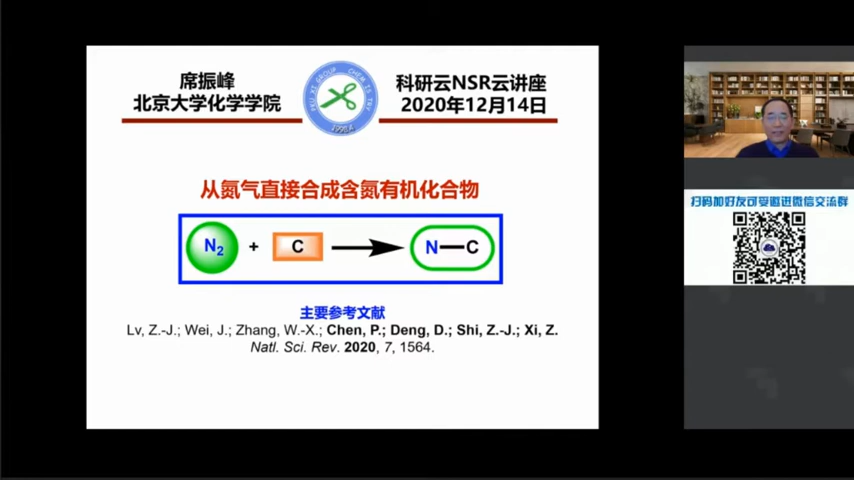 席振峰
北京大学化学学院
科研云NSR云讲座
2020年12月14日
从氮气直接合成含氮有机化合物
N2 + C N—C
主要参考文献
Lv, Z.-J.; Wei, J.; Zhang, W.-X.; Chen, P.; Deng, D.; Shi, Z.-J.; Xi, Z.
Natl. Sci. Rev. 2020, 7, 1564.
扫码加好友可受邀进微信交流群